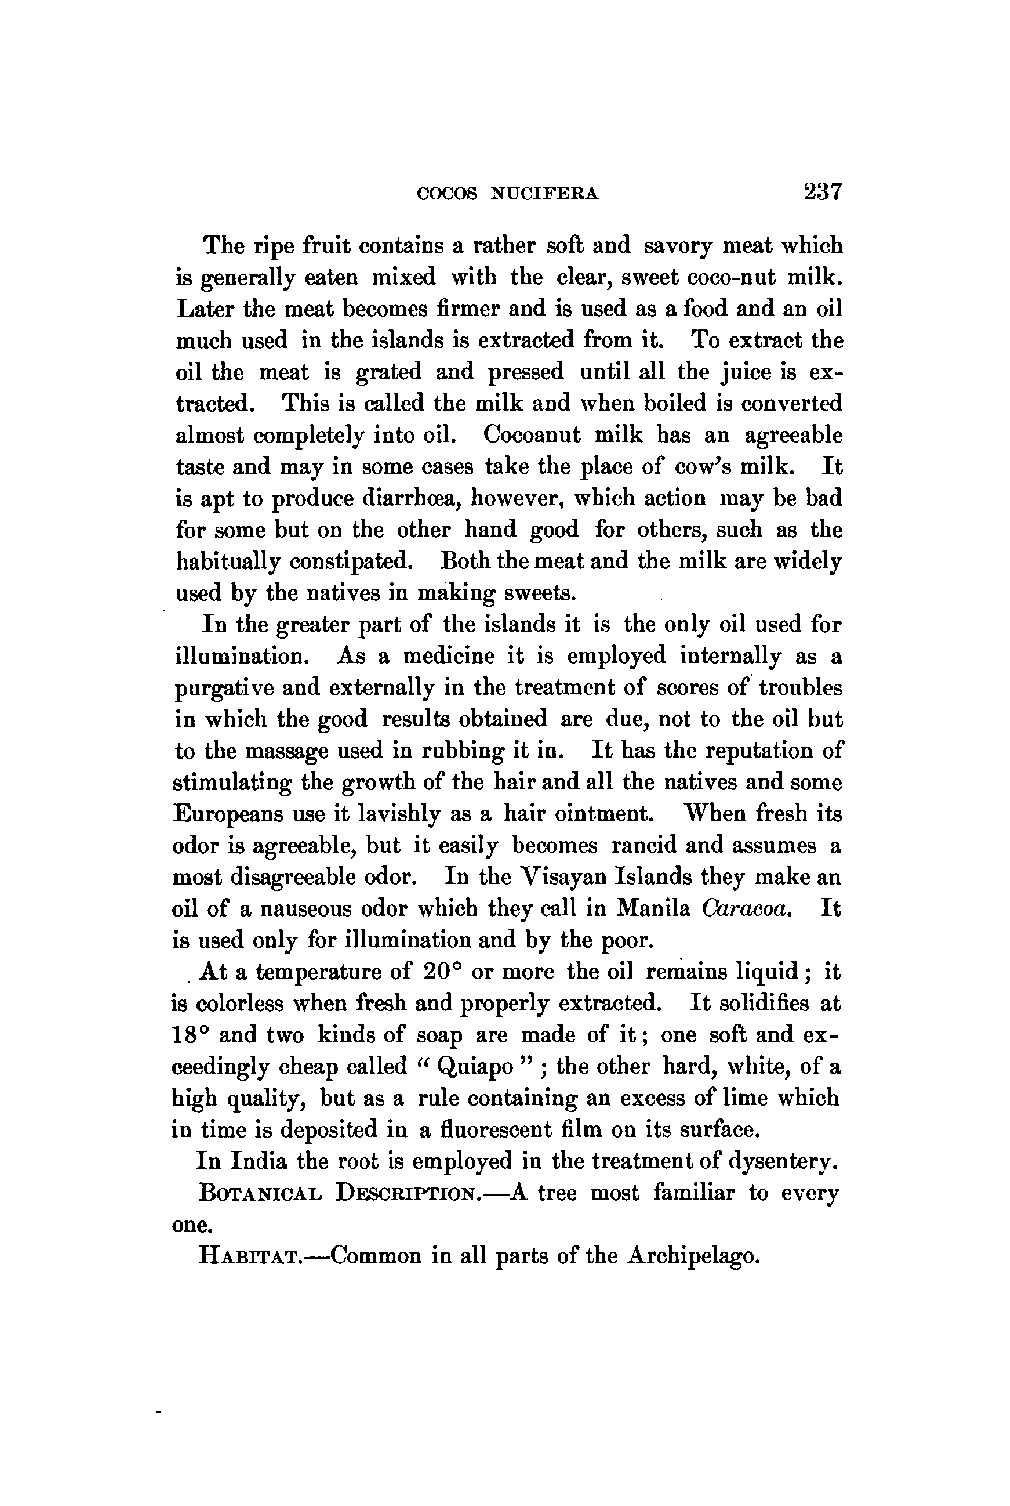 COCOS NUCIFERA 237
The ripe fruit contains a rather soft and savory meat which
is generally eaten mixed with the clear, sweet coco-nut milk.
Later the meat becomes firmer and is used as a food and an oil
much used in the islands is extracted from it. To extract the
oil the meat is grated and pressed until all the juice is ex-
tracted. This is called the milk and when boiled is converted
almost completely into oil. Cocoanut milk has an agreeable
taste and may in some cases take the place of cow's milk. It
is apt to produce diarrhœa, however, which action may be bad
for some but on the other hand good for others, such as the
habitually constipated. Both the meat and the milk are widely
used by the natives in making sweets.
In the greater part of the islands it is the only oil used for
illumination. As a medicine it is employed internally as a
purgative and externally in the treatment of scores of troubles
in which the good results obtained are due, not to the oil but
to the massage used in rubbing it in. It has the reputation of
stimulating the growth of the hair and all the natives and some
Europeans use it lavishly as a hair ointment. When fresh its
odor is agreeable, but it easily becomes rancid and assumes a
most disagreeable odor. In the Visayan Islands they make an
oil of a nauseous odor which they call in Manila Caracoa. It
is used only for illumination and by the poor.
At a temperature of 20° or more the oil remains liquid; it
is colorless when fresh and properly extracted. It solidifies at
18° and two kinds of soap are made of it; one soft and ex-
ceedingly cheap called “Quiapo”; the other hard, white, of a
high quality, but as a rule containing an excess of lime which
in time is deposited in a fluorescent film on its surface.
In India the root is employed in the treatment of dysentery.
BOTANICAL DESCRIPTION.—A tree most familiar to every
one.
HABITAT.—Common in all parts of the Archipelago.